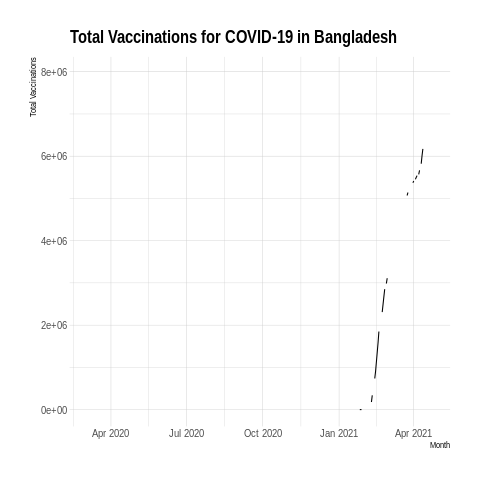 Total Vaccinations for COVID-19 in Bangladesh
Total Vaccinations
8e+06
6e+06
4e+06
2e+06
0e+00
Apr 2020 Jul 2020 Oct 2020 Jan 2021 Apr 2021
Month